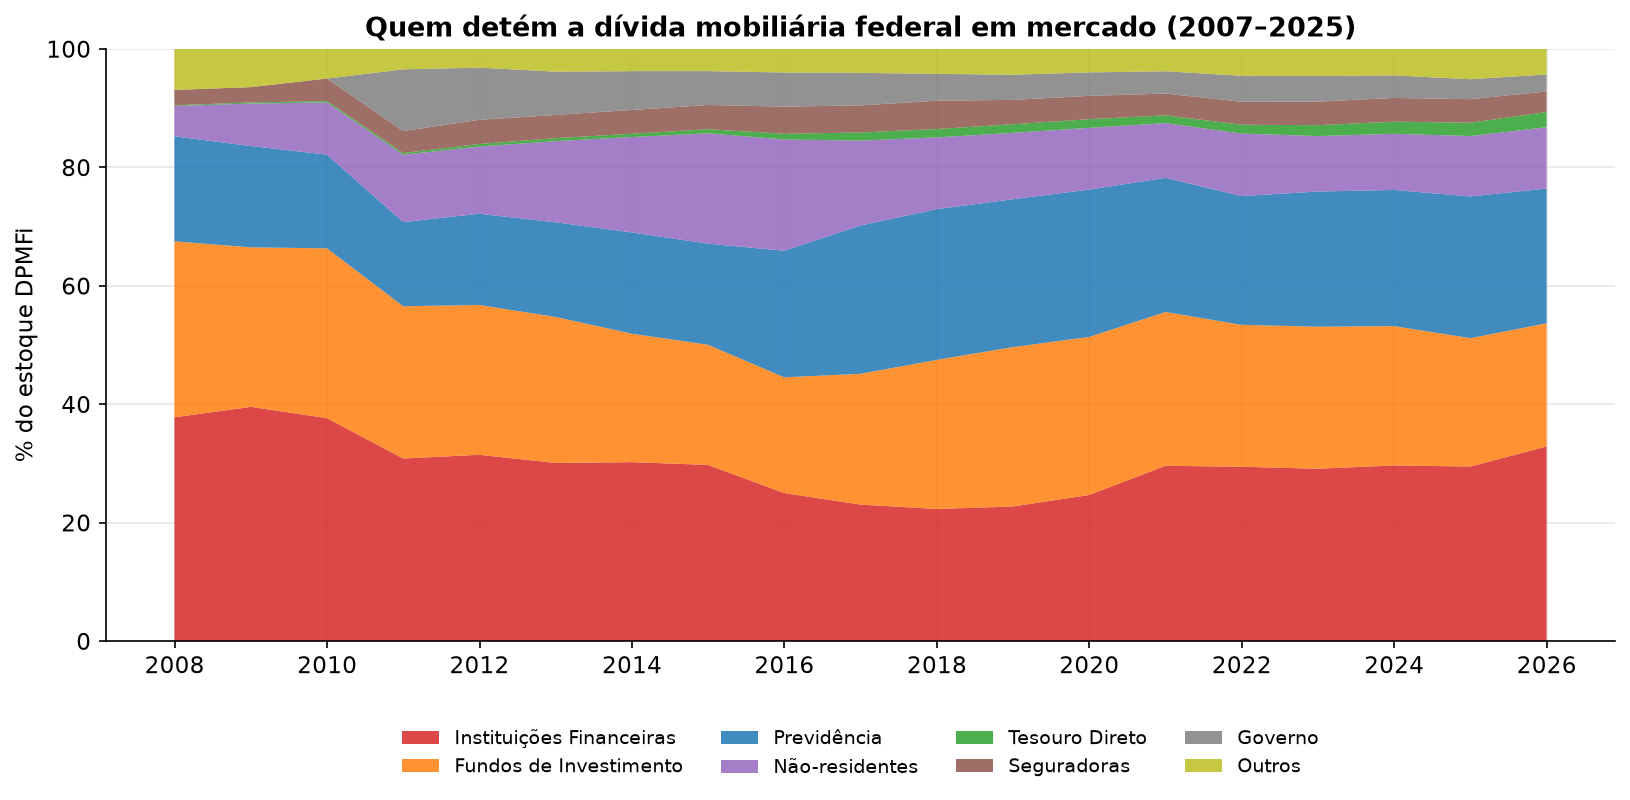 Quem detém a dívida mobiliária federal em mercado (2007–2025)
% do estoque DPMFi
100
80
60
40
20
0
2008 2010 2012 2014 2016 2018 2020 2022 2024 2026
Instituições Financeiras Previdência Tesouro Direto Governo
Fundos de Investimento Não-residentes Seguradoras Outros